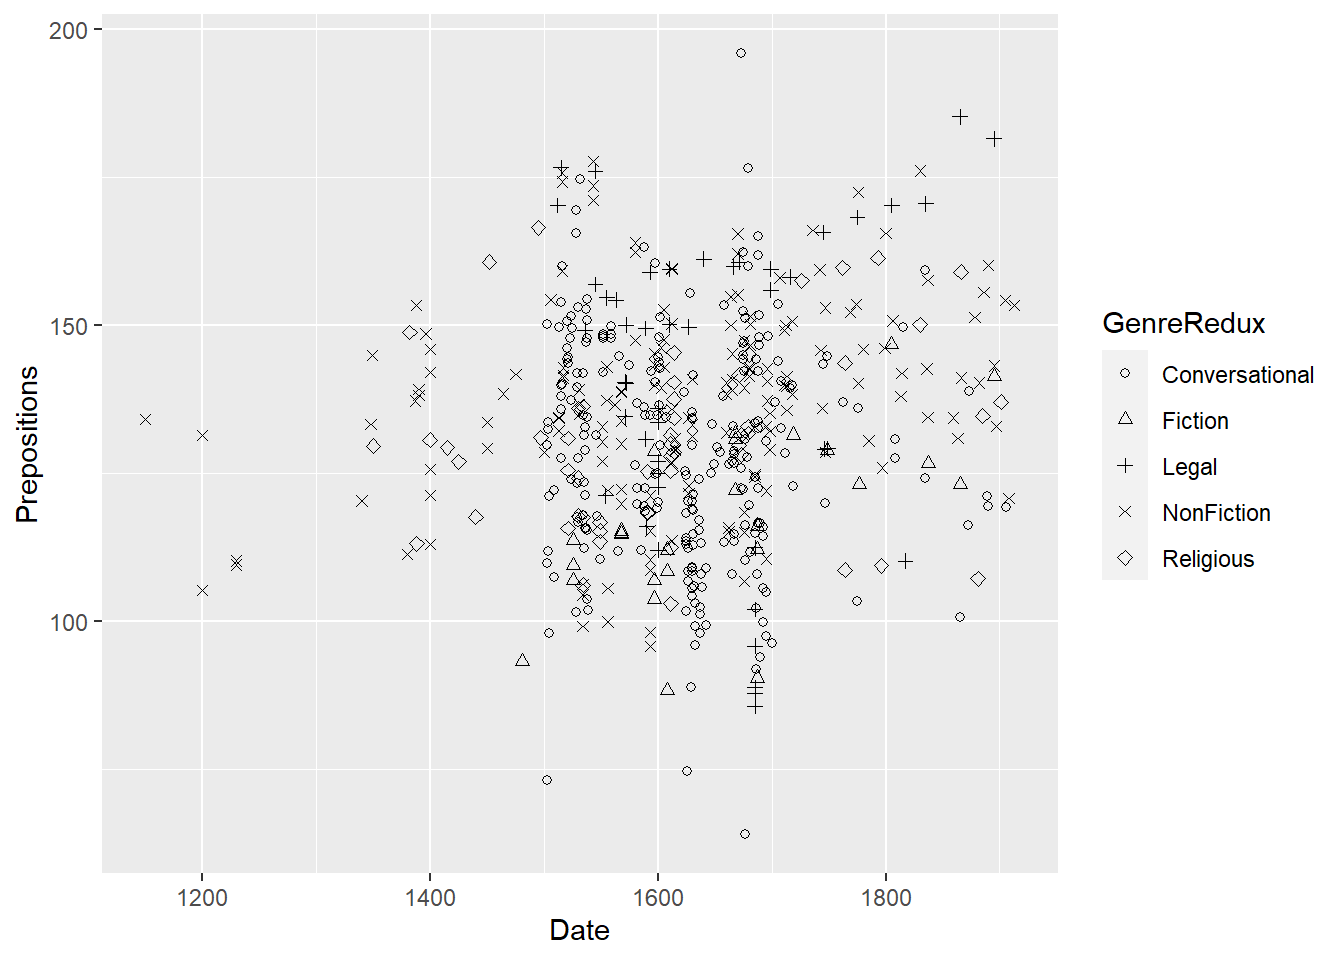 200
150
100
Prepositions
1200
1400
1600
1800
Date
GenreRedux
Conversational
Fiction
Legal
NonFiction
Religious